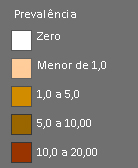 Prevalência
Zero
Menor de 1,0
1,0 a 5,0
5,0 a 10,00
10,0 a 20,00